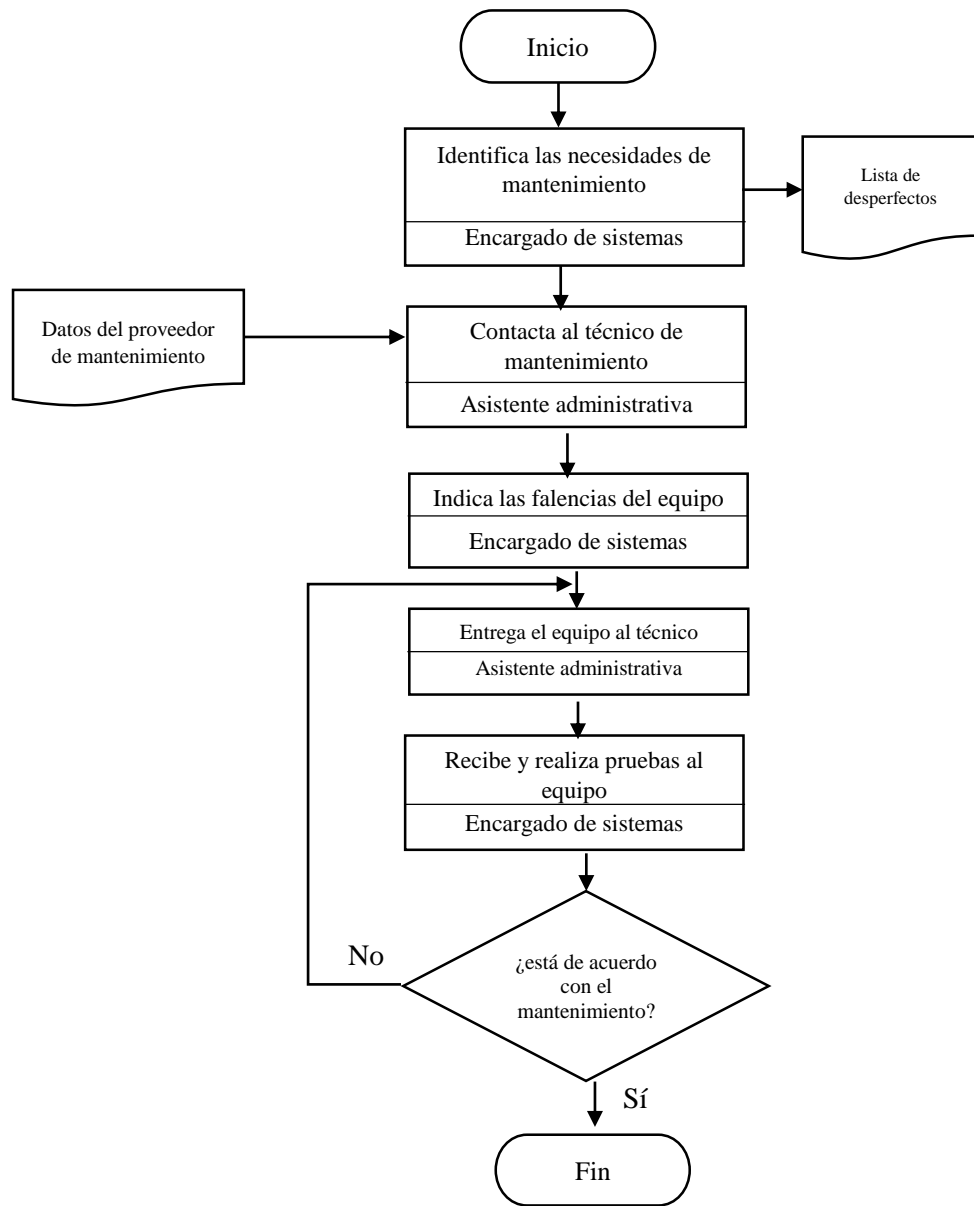 Inicio
Identifica las necesidades de
mantenimiento
Encargado de sistemas
Lista de
desperfectos
Datos del proveedor
de mantenimiento
Contacta al técnico de
mantenimiento
Asistente administrativa
Indica las falencias del equipo
Encargado de sistemas
Entrega el equipo al técnico
Asistente administrativa
Recibe y realiza pruebas al
equipo
Encargado de sistemas
No
¿está de acuerdo
con el
mantenimiento?
Sí
Fin